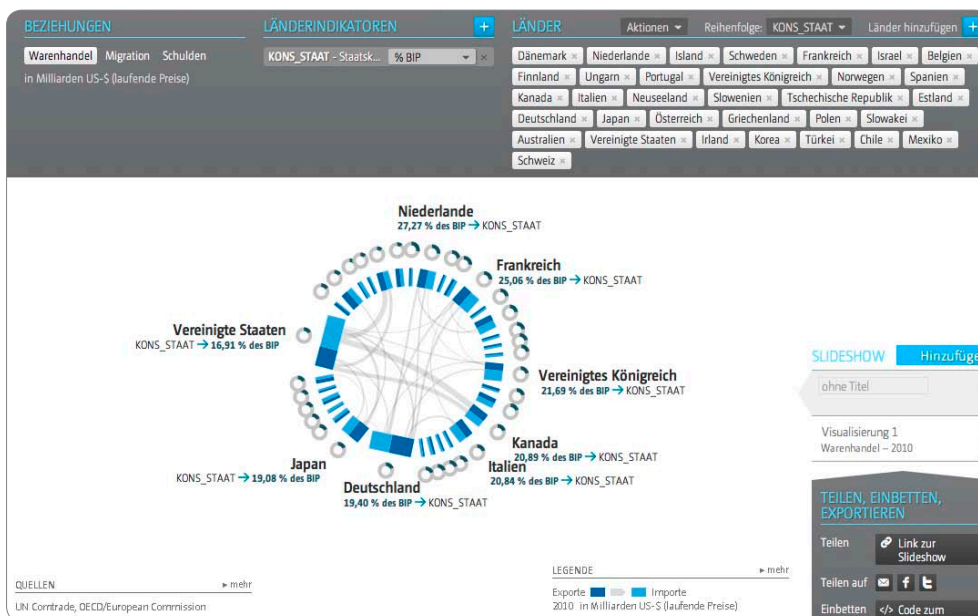 BEZIEHUNGEN
Warenhandel Migration Schulden
in Milliarden US-$ (laufende Preise)
LÄNDERINDIKATOREN +
KONS_STAAT - Staatsk... % BIP ×
LÄNDER Aktionen Reihenfolge: KONS_STAAT Länder hinzufügen +
Dänemark × Niederlande × Island × Schweden × Frankreich × Israel × Belgien ×
Finnland × Ungarn × Portugal × Vereinigtes Königreich × Norwegen × Spanien ×
Kanada × Italien × Neuseeland × Slowenien × Tschechische Republik × Estland ×
Deutschland × Japan × Österreich × Griechenland × Polen × Slowakei ×
Australien × Vereinigte Staaten × Irland × Korea × Türkei × Chile × Mexiko ×
Schweiz ×
Niederlande
27,27 % des BIP → KONS_STAAT
Frankreich
25,06 % des BIP → KONS_STAAT
Vereinigte Staaten
KONS_STAAT → 16,91 % des BIP
Vereinigtes Königreich
21,69 % des BIP → KONS_STAAT
Kanada
20,89 % des BIP → KONS_STAAT
Italien
20,84 % des BIP → KONS_STAAT
Japan
KONS_STAAT → 19,08 % des BIP
Deutschland
19,40 % des BIP → KONS_STAAT
SLIDESHOW Hinzufüge
ohne Titel
Visualisierung 1
Warenhandel – 2010
TEILEN, EINBETTEN,
EXPORTIEREN
Teilen Link zur
Slideshow
Teilen auf
Einbetten </> Code zum
QUELLEN ▸ mehr
UN Comtrade, OECD/European Commission
LEGENDE ▸ mehr
Exporte Importe
2010 in Milliarden US-$ (laufende Preise)